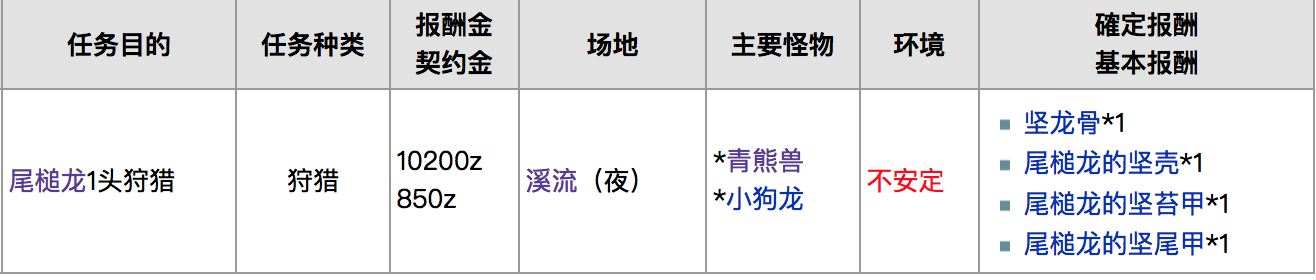 任务目的
任务种类
报酬金
契约金
场地
主要怪物
环境
確定报酬
基本报酬
尾槌龙1头狩猎
狩猎
10200z
850z
溪流（夜）
*青熊兽
*小狗龙
不安定
坚龙骨*1
尾槌龙的坚壳*1
尾槌龙的坚苔甲*1
尾槌龙的坚尾甲*1